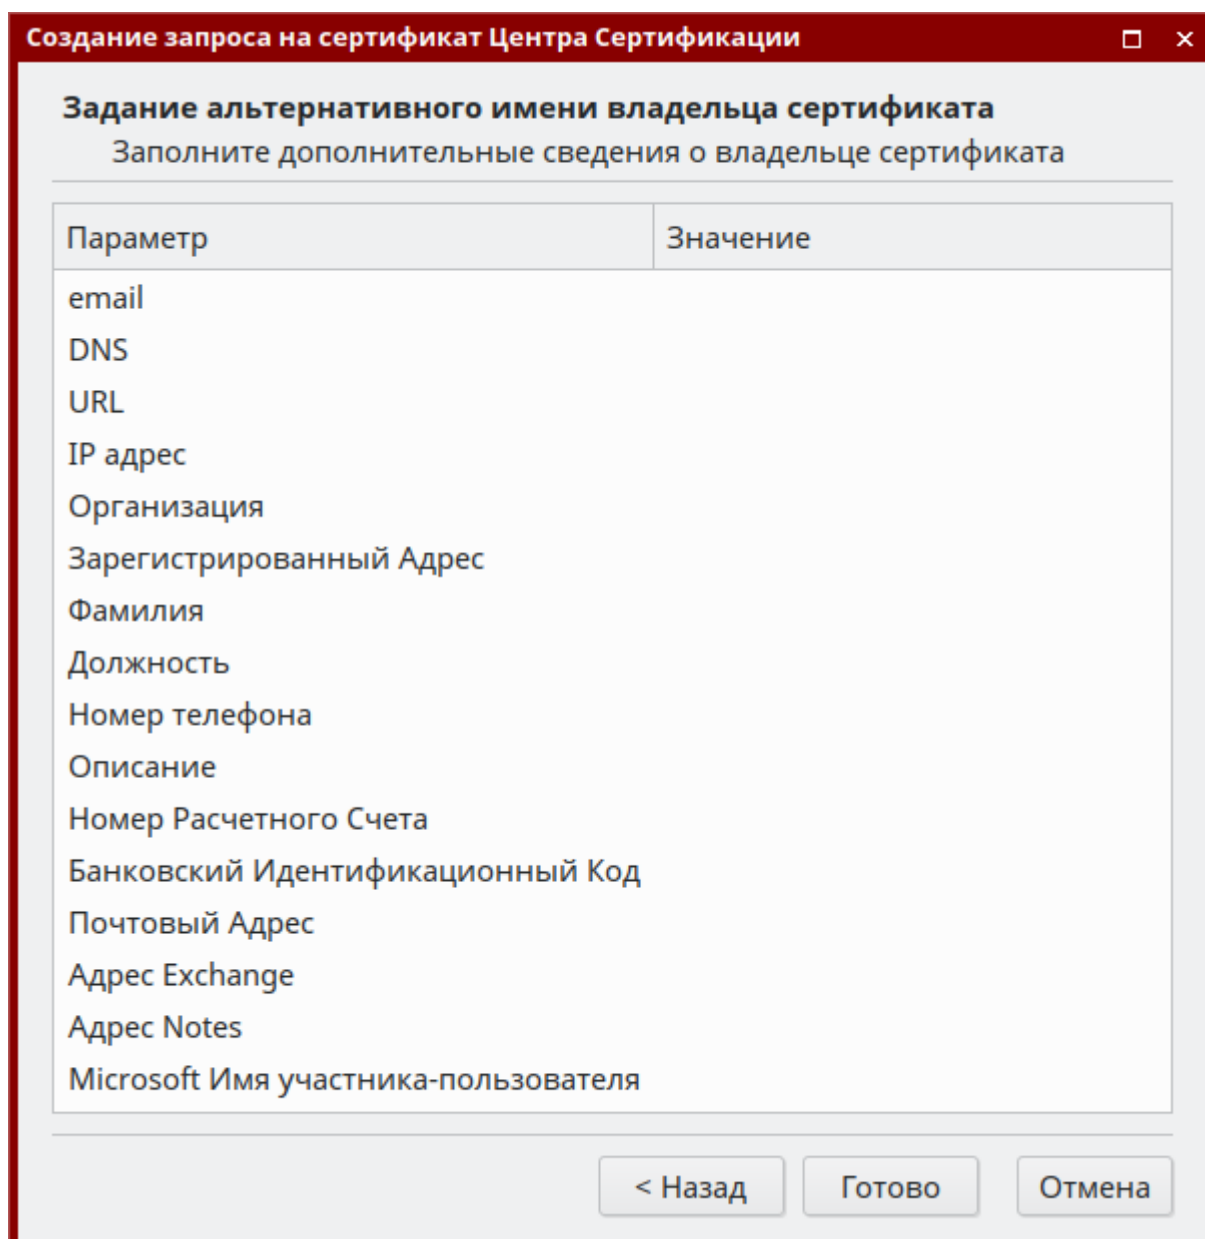 Создание запроса на сертификат Центра Сертификации
Задание альтернативного имени владельца сертификата
Заполните дополнительные сведения о владельце сертификата
Параметр Значение
email
DNS
URL
IP адрес
Организация
Зарегистрированный Адрес
Фамилия
Должность
Номер телефона
Описание
Номер Расчетного Счета
Банковский Идентификационный Код
Почтовый Адрес
Адрес Exchange
Адрес Notes
Microsoft Имя участника-пользователя
< Назад Готово Отмена